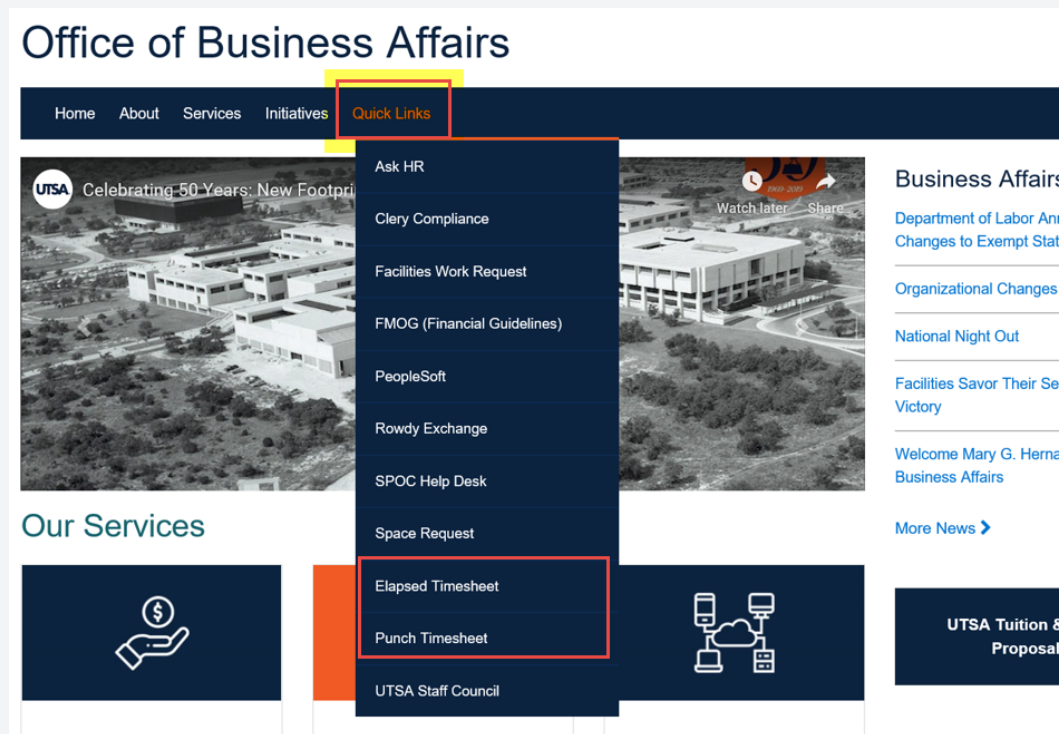 Office of Business Affairs
Home About Services Initiatives Quick Links
Ask HR
Clery Compliance
Facilities Work Request
FMOG (Financial Guidelines)
PeopleSoft
Rowdy Exchange
SPOC Help Desk
Space Request
Elapsed Timesheet
Punch Timesheet
UTSA Staff Council
UTSA Celebrating 50 Years: New Footpri
1969-2019
Watch later Share
Business Affairs
Department of Labor Ann
Changes to Exempt Stat
Organizational Changes
National Night Out
Facilities Savor Their Se
Victory
Welcome Mary G. Herna
Business Affairs
More News
Our Services
UTSA Tuition &
Proposal